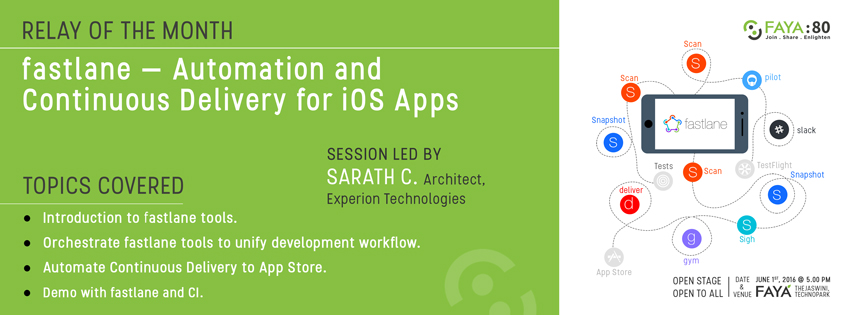 RELAY OF THE MONTH
fastlane — Automation and
Continuous Delivery for iOS Apps
SESSION LED BY
SARATH C. Architect,
Experion Technologies
TOPICS COVERED
● Introduction to fastlane tools.
● Orchestrate fastlane tools to unify development workflow.
● Automate Continuous Delivery to App Store.
● Demo with fastlane and CI.
FAYA:80
Join . Share . Enlighten
Scan
S
Scan
S
pilot
fastlane
Snapshot
S
slack
Tests
S Scan
TestFlight
Snapshot
S
deliver
d
S
Sigh
g
gym
App Store
OPEN STAGE
OPEN TO ALL
DATE
&
VENUE
JUNE 1ST, 2016 @ 5.00 PM
FAYA THEJASWINI,
TECHNOPARK